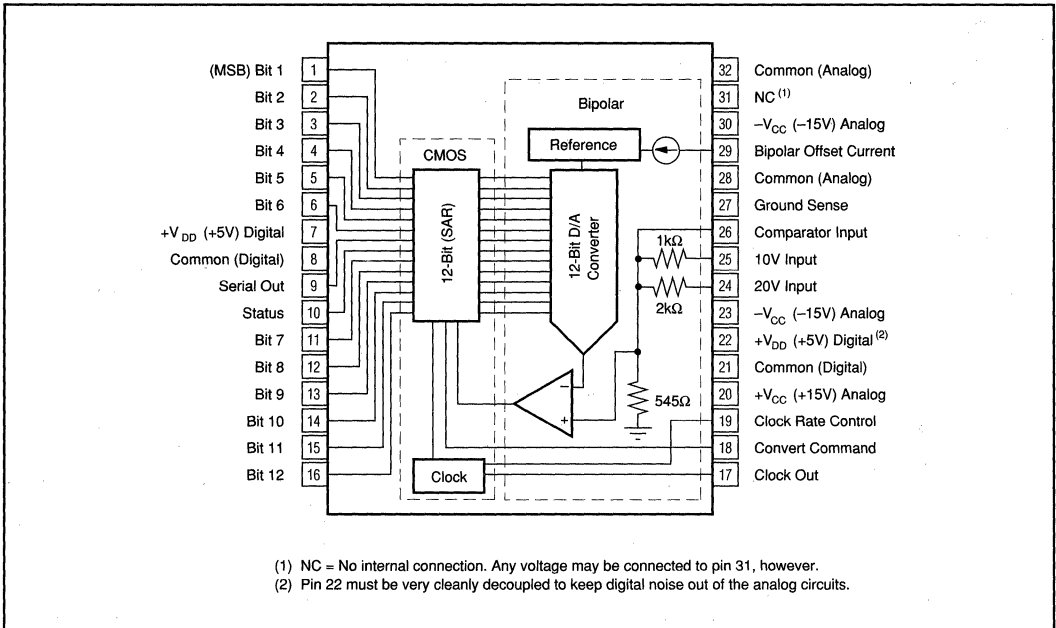 (MSB) Bit 1 1
Bit 2 2
Bit 3 3
Bit 4 4
Bit 5 5
Bit 6 6
+VDD (+5V) Digital 7
Common (Digital) 8
Serial Out 9
Status 10
Bit 7 11
Bit 8 12
Bit 9 13
Bit 10 14
Bit 11 15
Bit 12 16
CMOS
12-Bit (SAR)
Clock
Bipolar
Reference
12-Bit D/A
Converter
1kΩ
2kΩ
545Ω
–
+
32 Common (Analog)
31 NC (1)
30 –VCC (–15V) Analog
29 Bipolar Offset Current
28 Common (Analog)
27 Ground Sense
26 Comparator Input
25 10V Input
24 20V Input
23 –VCC (–15V) Analog
22 +VDD (+5V) Digital (2)
21 Common (Digital)
20 +VCC (+15V) Analog
19 Clock Rate Control
18 Convert Command
17 Clock Out
(1) NC = No internal connection. Any voltage may be connected to pin 31, however.
(2) Pin 22 must be very cleanly decoupled to keep digital noise out of the analog circuits.